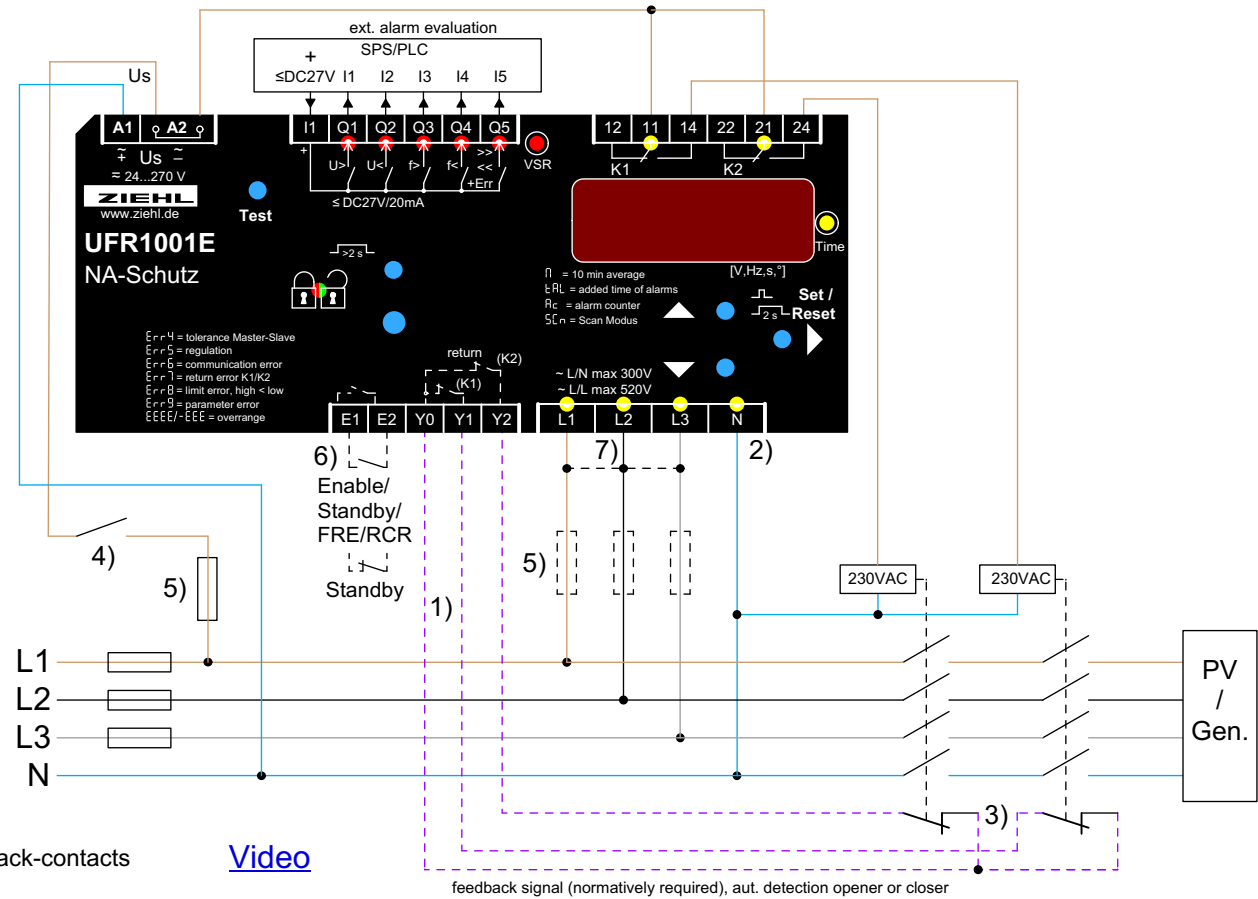 ext. alarm evaluation
SPS/PLC
+
≤DC27V I1 I2 I3 I4 I5
Us
A1 A2
I1 Q1 Q2 Q3 Q4 Q5
12 11 14 22 21 24
~ ~
+ Us −
≂ 24...270 V
+
U> U< f> f< >>
<<
+Err
VSR
K1 K2
≤ DC27V/20mA
ZIEHL
www.ziehl.de
Test
UFR1001E
NA-Schutz
>2 s
Time
[V,Hz,s,°]
= 10 min average
tAL = added time of alarms
Ac = alarm counter
SCn = Scan Modus
2 s
Set /
Reset
Err4 = tolerance Master-Slave
Err5 = regulation
Err6 = communication error
Err7 = return error K1/K2
Err8 = limit error, high < low
Err9 = parameter error
EEEE/-EEE = overrange
return (K2)
(K1)
~ L/N max 300V
~ L/L max 520V
E1 E2 Y0 Y1 Y2
L1 L2 L3 N
6)
7)
2)
Enable/
Standby/
FRE/RCR
Standby
4)
5)
1)
5)
230VAC
230VAC
L1
L2
L3
N
PV
/
Gen.
3)
ack-contacts
Video
feedback signal (normatively required), aut. detection opener or closer